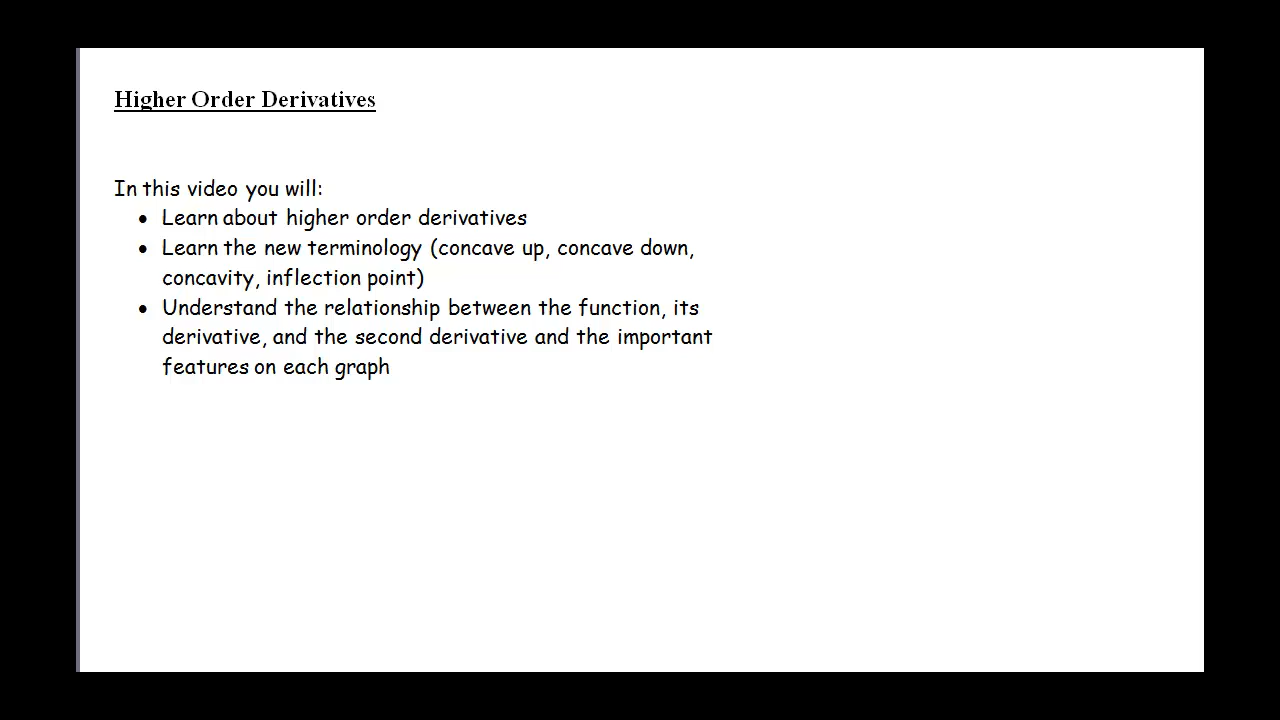 Higher Order Derivatives
In this video you will:
• Learn about higher order derivatives
• Learn the new terminology (concave up, concave down,
concavity, inflection point)
• Understand the relationship between the function, its
derivative, and the second derivative and the important
features on each graph